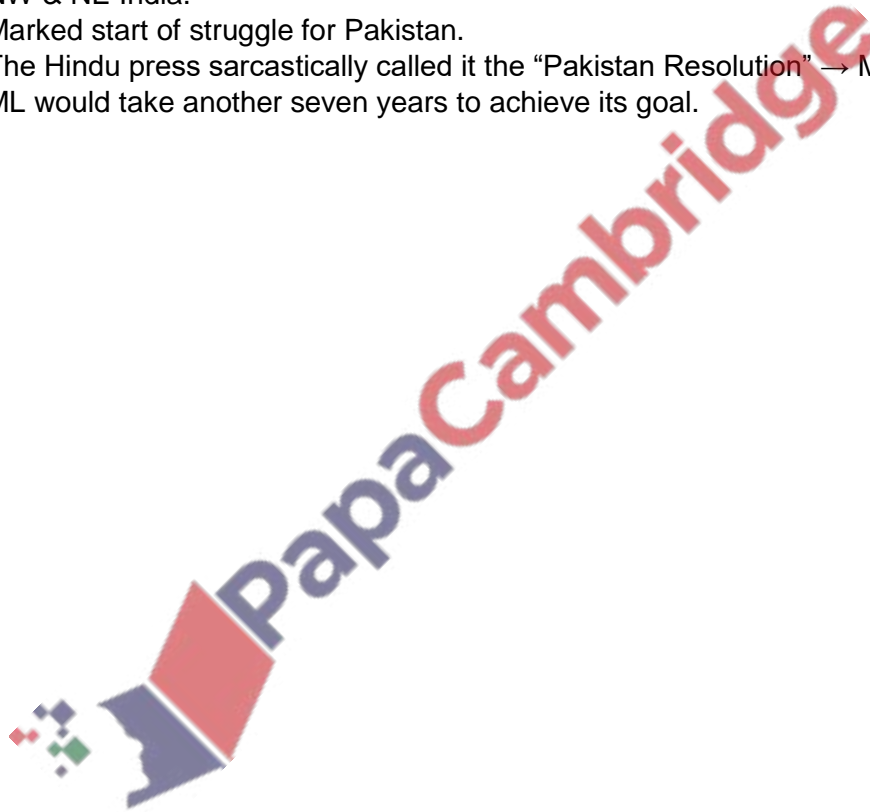 NW & NE India.
Marked start of struggle for Pakistan.
The Hindu press sarcastically called it the “Pakistan Resolution” → M
ML would take another seven years to achieve its goal.
PapaCambridge